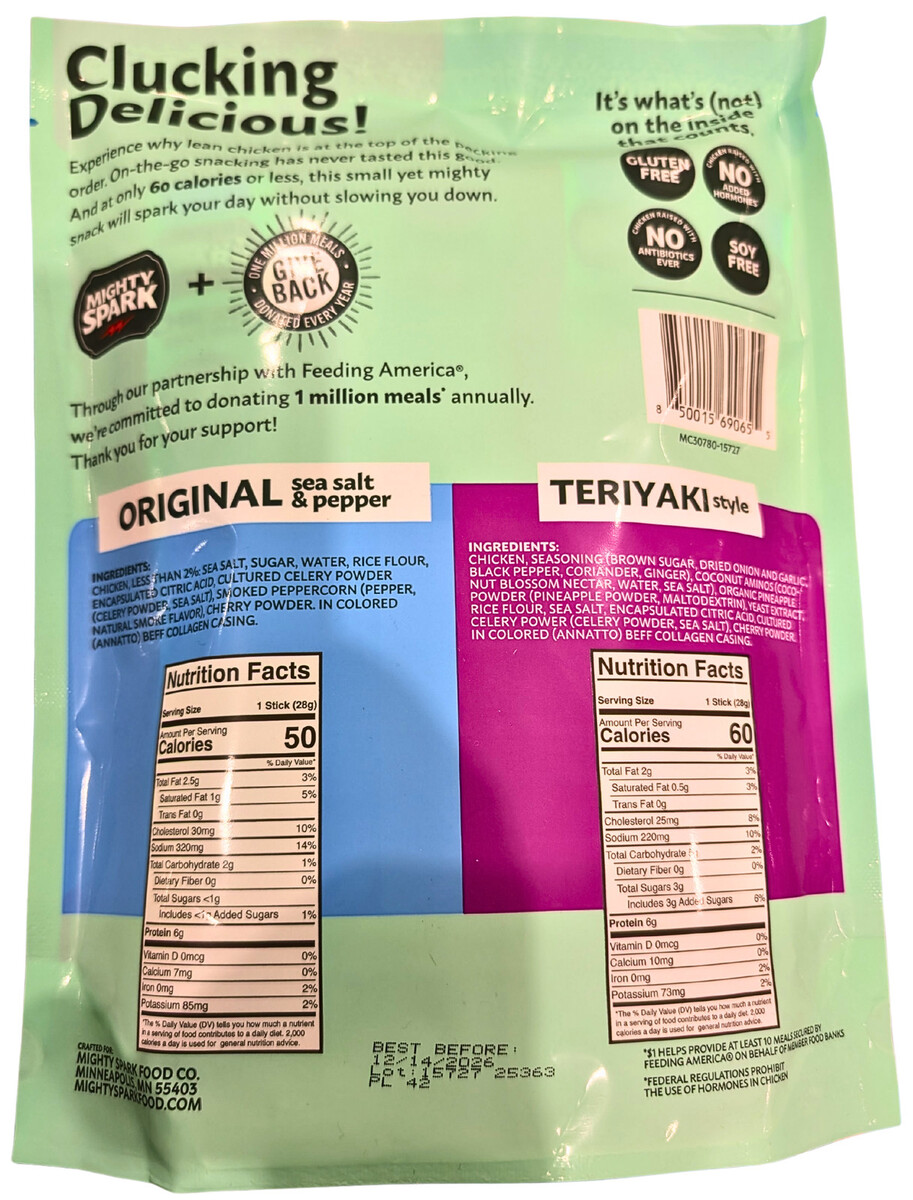 Clucking
Delicious!
Experience why lean chicken is at the top of the pecking
order. On-the-go snacking has never tasted this good.
And at only 60 calories or less, this small yet mighty
snack will spark your day without slowing you down.
MIGHTY
SPARK
+
ONE MILLION MEALS
GIVE
BACK
DONATED EVERY YEAR
Through our partnership with Feeding America®,
we're committed to donating 1 million meals* annually.
Thank you for your support!
It's what's (not)
on the inside
that counts.
GLUTEN
FREE
CHICKEN RAISED WITH
NO
ADDED
HORMONES
CHICKEN RAISED WITH
NO
ANTIBIOTICS
EVER
SOY
FREE
8 50015 69065 5
MC30780-15727
ORIGINAL sea salt
& pepper
INGREDIENTS:
CHICKEN, LESS THAN 2%: SEA SALT, SUGAR, WATER, RICE FLOUR,
ENCAPSULATED CITRIC ACID, CULTURED CELERY POWDER
(CELERY POWDER, SEA SALT), SMOKED PEPPERCORN (PEPPER,
NATURAL SMOKE FLAVOR), CHERRY POWDER. IN COLORED
(ANNATTO) BEFF COLLAGEN CASING.
Nutrition Facts
Serving Size 1 Stick (28g)
Amount Per Serving
Calories 50
% Daily Value*
Total Fat 2.5g 3%
Saturated Fat 1g 5%
Trans Fat 0g
Cholesterol 30mg 10%
Sodium 320mg 14%
Total Carbohydrate 2g 1%
Dietary Fiber 0g 0%
Total Sugars <1g
Includes <1g Added Sugars 1%
Protein 6g
Vitamin D 0mcg 0%
Calcium 7mg 0%
Iron 0mg 2%
Potassium 85mg 2%
*The % Daily Value (DV) tells you how much a nutrient
in a serving of food contributes to a daily diet. 2,000
calories a day is used for general nutrition advice.
TERIYAKI style
INGREDIENTS:
CHICKEN, SEASONING (BROWN SUGAR, DRIED ONION AND GARLIC,
BLACK PEPPER, CORIANDER, GINGER), COCONUT AMINOS (COCO-
NUT BLOSSOM NECTAR, WATER, SEA SALT), ORGANIC PINEAPPLE
POWDER (PINEAPPLE POWDER, MALTODEXTRIN), YEAST EXTRACT,
RICE FLOUR, SEA SALT, ENCAPSULATED CITRIC ACID, CULTURED
CELERY POWER (CELERY POWDER, SEA SALT), CHERRY POWDER.
IN COLORED (ANNATTO) BEFF COLLAGEN CASING.
Nutrition Facts
Serving Size 1 Stick (28g)
Amount Per Serving
Calories 60
% Daily Value*
Total Fat 2g 3%
Saturated Fat 0.5g 3%
Trans Fat 0g
Cholesterol 25mg 8%
Sodium 220mg 10%
Total Carbohydrate 2%
Dietary Fiber 0g 0%
Total Sugars 3g
Includes 3g Added Sugars 6%
Protein 6g
Vitamin D 0mcg 0%
Calcium 10mg 0%
Iron 0mg 2%
Potassium 73mg 2%
*The % Daily Value (DV) tells you how much a nutrient
in a serving of food contributes to a daily diet. 2,000
calories a day is used for general nutrition advice.
CRAFTED FOR
MIGHTY SPARK FOOD CO.
MINNEAPOLIS, MN 55403
MIGHTYSPARKFOOD.COM
BEST BEFORE:
12/14/2026
Lot:15727 25363
PL 42
*$1 HELPS PROVIDE AT LEAST 10 MEALS SECURED BY
FEEDING AMERICA® ON BEHALF OF MEMBER FOOD BANKS
*FEDERAL REGULATIONS PROHIBIT
THE USE OF HORMONES IN CHICKEN